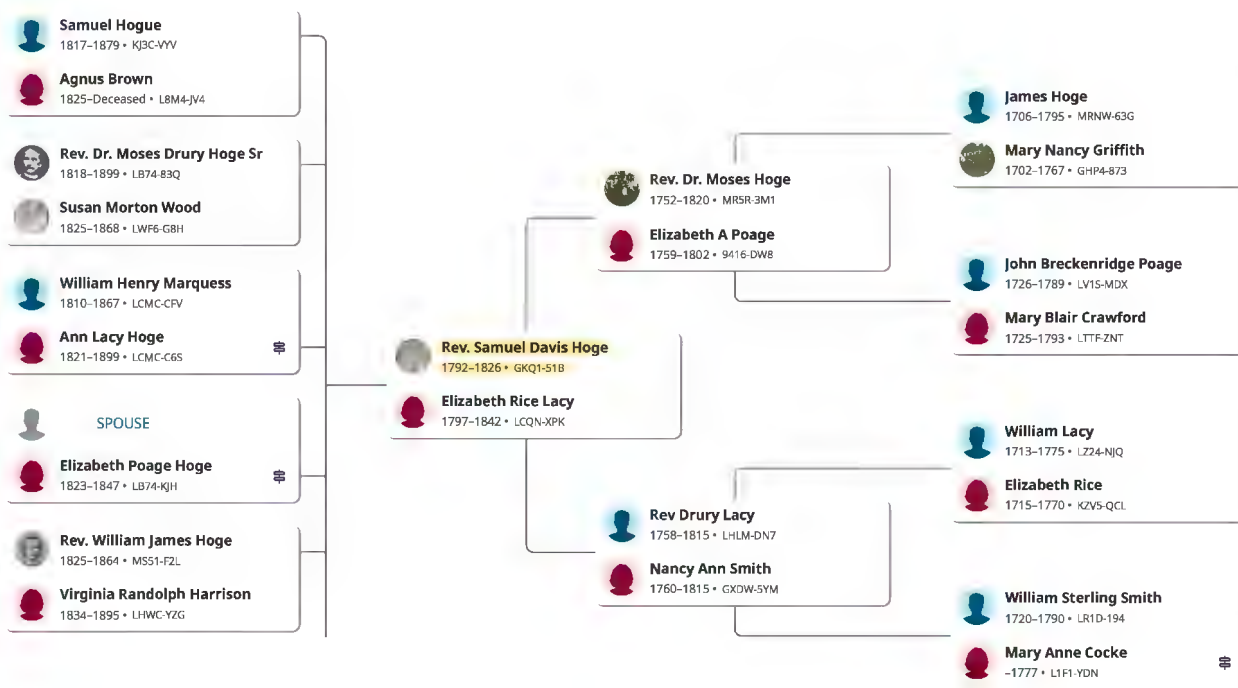 Samuel Hogue
1817–1879 • KJ3C-VYV
Agnus Brown
1825–Deceased • L8M4-JV4
Rev. Dr. Moses Drury Hoge Sr
1818–1899 • LB74-83Q
Susan Morton Wood
1825–1868 • LWF6-G8H
William Henry Marquess
1810–1867 • LCMC-CFV
Ann Lacy Hoge
1821–1899 • LCMC-C6S
SPOUSE
Elizabeth Poage Hoge
1823–1847 • LB74-KJH
Rev. William James Hoge
1825–1864 • MS51-F2L
Virginia Randolph Harrison
1834–1895 • LHWC-YZG
Rev. Samuel Davis Hoge
1792–1826 • GKQ1-51B
Elizabeth Rice Lacy
1797–1842 • LCQN-XPK
Rev. Dr. Moses Hoge
1752–1820 • MR5R-3M1
Elizabeth A Poage
1759–1802 • 9416-DW8
Rev Drury Lacy
1758–1815 • LHLM-DN7
Nancy Ann Smith
1760–1815 • GXDW-5YM
James Hoge
1706–1795 • MRNW-63G
Mary Nancy Griffith
1702–1767 • GHP4-873
John Breckenridge Poage
1726–1789 • LV1S-MDX
Mary Blair Crawford
1725–1793 • LTTF-ZNT
William Lacy
1713–1775 • LZ24-NJQ
Elizabeth Rice
1715–1770 • KZV5-QCL
William Sterling Smith
1720–1790 • LR1D-194
Mary Anne Cocke
–1777 • L1F1-YDN